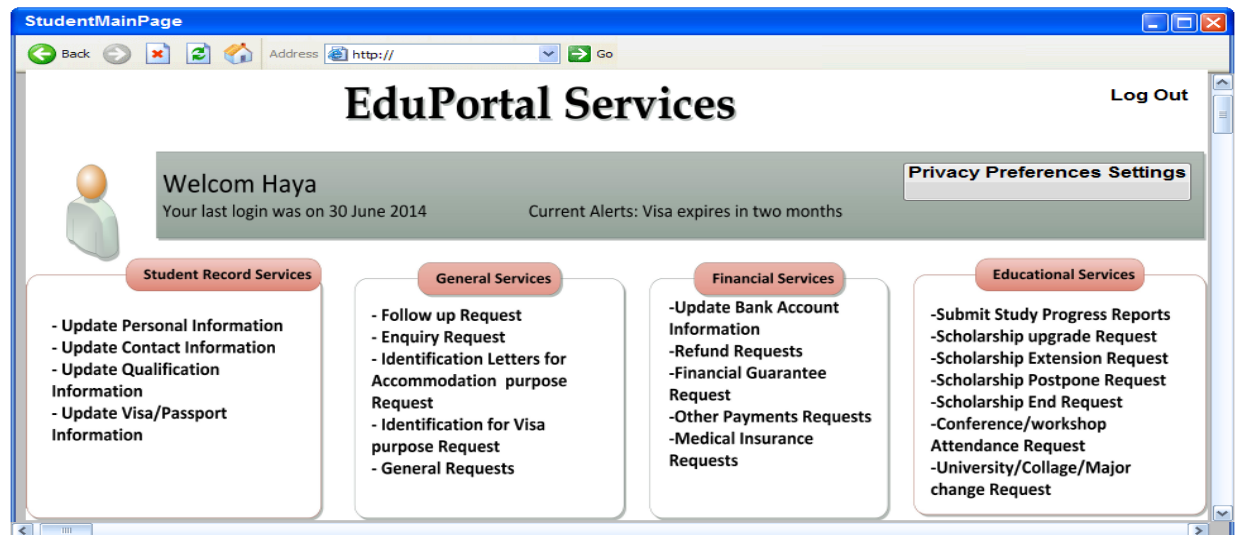 StudentMainPage
Back Address http:// Go
EduPortal Services
Log Out
Welcom Haya
Privacy Preferences Settings
Your last login was on 30 June 2014 Current Alerts: Visa expires in two months
Student Record Services
- Update Personal Information
- Update Contact Information
- Update Qualification
Information
- Update Visa/Passport
Information
General Services
- Follow up Request
- Enquiry Request
- Identification Letters for
Accommodation purpose
Request
- Identification for Visa
purpose Request
- General Requests
Financial Services
-Update Bank Account
Information
-Refund Requests
-Financial Guarantee
Request
-Other Payments Requests
-Medical Insurance
Requests
Educational Services
-Submit Study Progress Reports
-Scholarship upgrade Request
-Scholarship Extension Request
-Scholarship Postpone Request
-Scholarship End Request
-Conference/workshop
Attendance Request
-University/Collage/Major
change Request